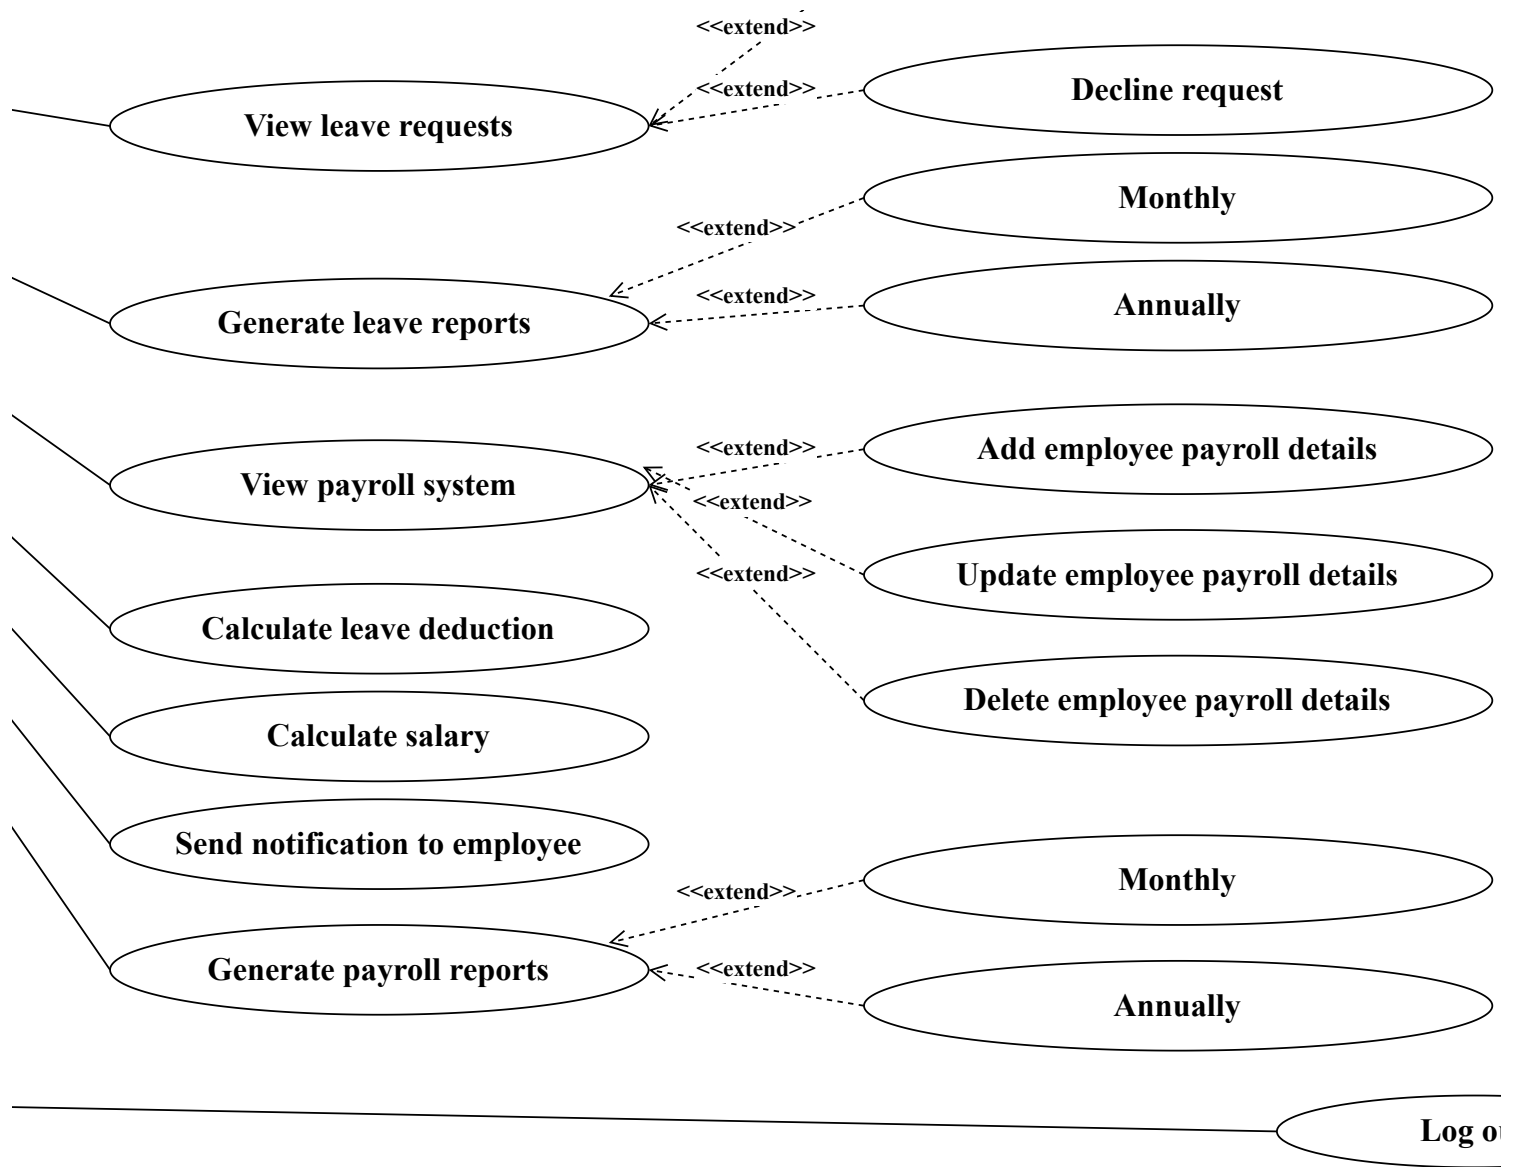 <<extend>>
<<extend>>
Decline request
View leave requests
Monthly
<<extend>>
<<extend>>
Annually
Generate leave reports
<<extend>>
Add employee payroll details
View payroll system
<<extend>>
<<extend>>
Update employee payroll details
Calculate leave deduction
Delete employee payroll details
Calculate salary
Send notification to employee
<<extend>>
Monthly
Generate payroll reports
<<extend>>
Annually
Log